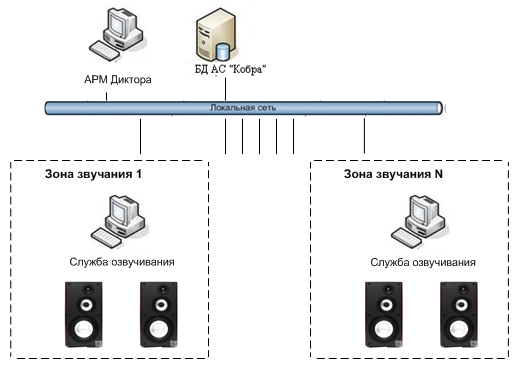 АРМ Диктора
БД АС "Кобра"
Локальная сеть
Зона звучания 1
Зона звучания N
Служба озвучивания
Служба озвучивания